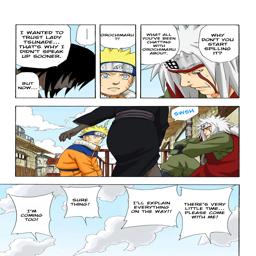 WHY DON'T
YOU START
SPILLING
IT?
WHAT ALL
YOU'VE BEEN
CHATTING
WITH
OROCHIMARU
ABOUT.
OROCHIMARU
!?
I WANTED TO
TRUST LADY
TSUNADE...
THAT'S WHY I
DIDN'T SPEAK
UP SOONER.
BUT
NOW...
SWSH
THERE'S VERY
LITTLE TIME...
PLEASE COME
WITH ME!
I'LL EXPLAIN
EVERYTHING
ON THE WAY!!
SURE
THING!
I'M
COMING
TOO!